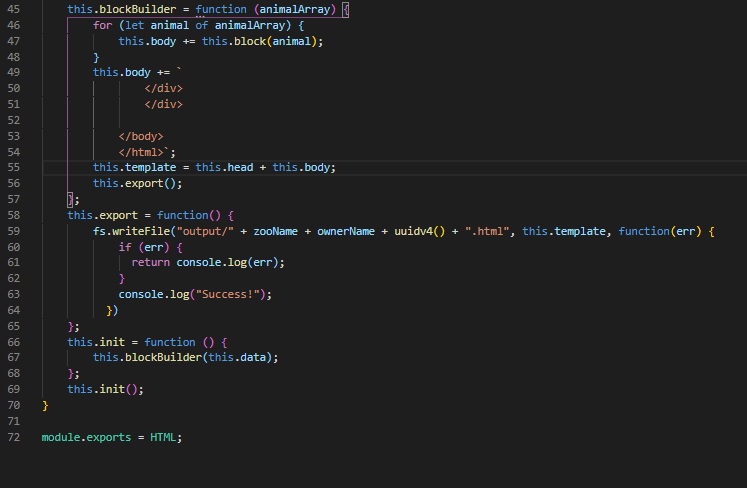 45 this.blockBuilder = function (animalArray) {
46 for (let animal of animalArray) {
47 this.body += this.block(animal);
48 }
49 this.body += `
50 </div>
51 </div>
52
53 </body>
54 </html>`;
55 this.template = this.head + this.body;
56 this.export();
57 };
58 this.export = function() {
59 fs.writeFile("output/" + zooName + ownerName + uuidv4() + ".html", this.template, function(err) {
60 if (err) {
61 return console.log(err);
62 }
63 console.log("Success!");
64 })
65 };
66 this.init = function () {
67 this.blockBuilder(this.data);
68 };
69 this.init();
70 }
71
72 module.exports = HTML;